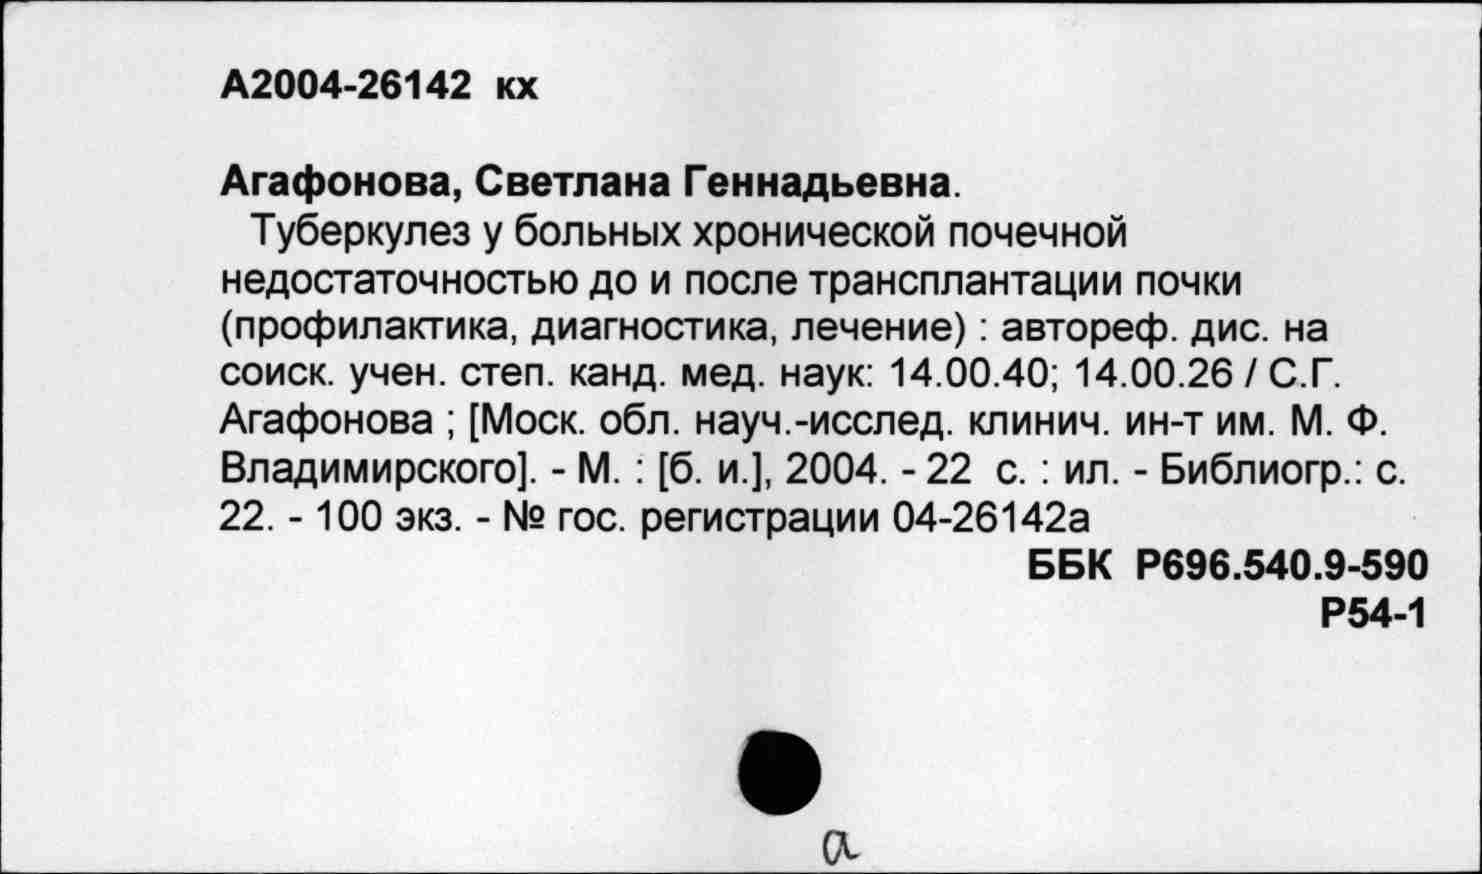 А2004-26142 кх
Агафонова, Светлана Геннадьевна.
Туберкулез у больных хронической почечной
недостаточностью до и после трансплантации почки
(профилактика, диагностика, лечение) : автореф. дис. на
соиск. учен. степ. канд. мед. наук: 14.00.40; 14.00.26 / С.Г.
Агафонова ; [Моск. обл. науч.-исслед. клинич. ин-т им. М. Ф.
Владимирского]. - М. : [б. и.], 2004. - 22 с. : ил. - Библиогр.: с.
22. - 100 экз. - № гос. регистрации 04-26142а
ББК Р696.540.9-590
Р54-1
а